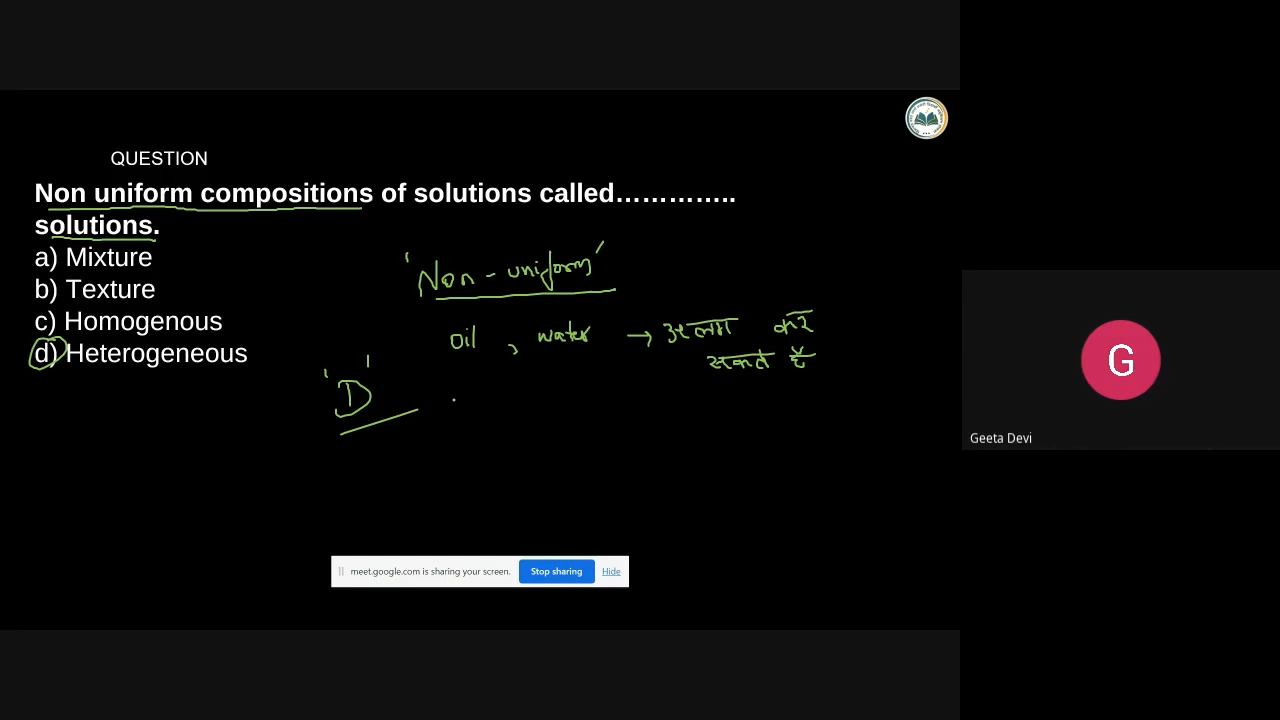 QUESTION
Non uniform compositions of solutions called…………..
solutions.
a) Mixture
b) Texture
c) Homogenous
d) Heterogeneous
'Non - uniform'
oil , water → अलग कर
सकते है
'D'
meet.google.com is sharing your screen. Stop sharing Hide
G
Geeta Devi